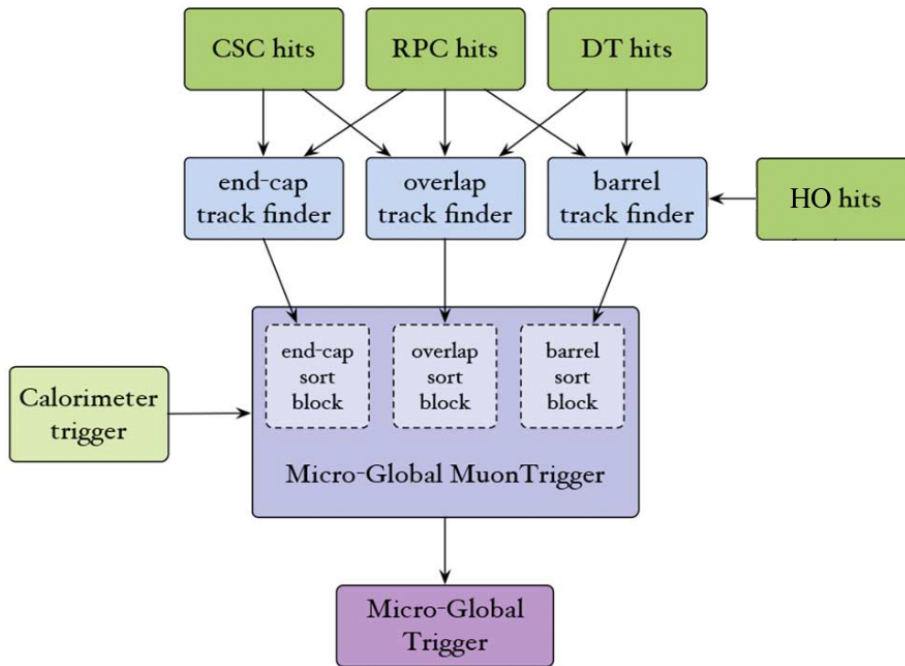 CSC hits
RPC hits
DT hits
end-cap
track finder
overlap
track finder
barrel
track finder
HO hits
end-cap
sort
block
overlap
sort
block
barrel
sort
block
Calorimeter
trigger
Micro-Global MuonTrigger
Micro-Global
Trigger